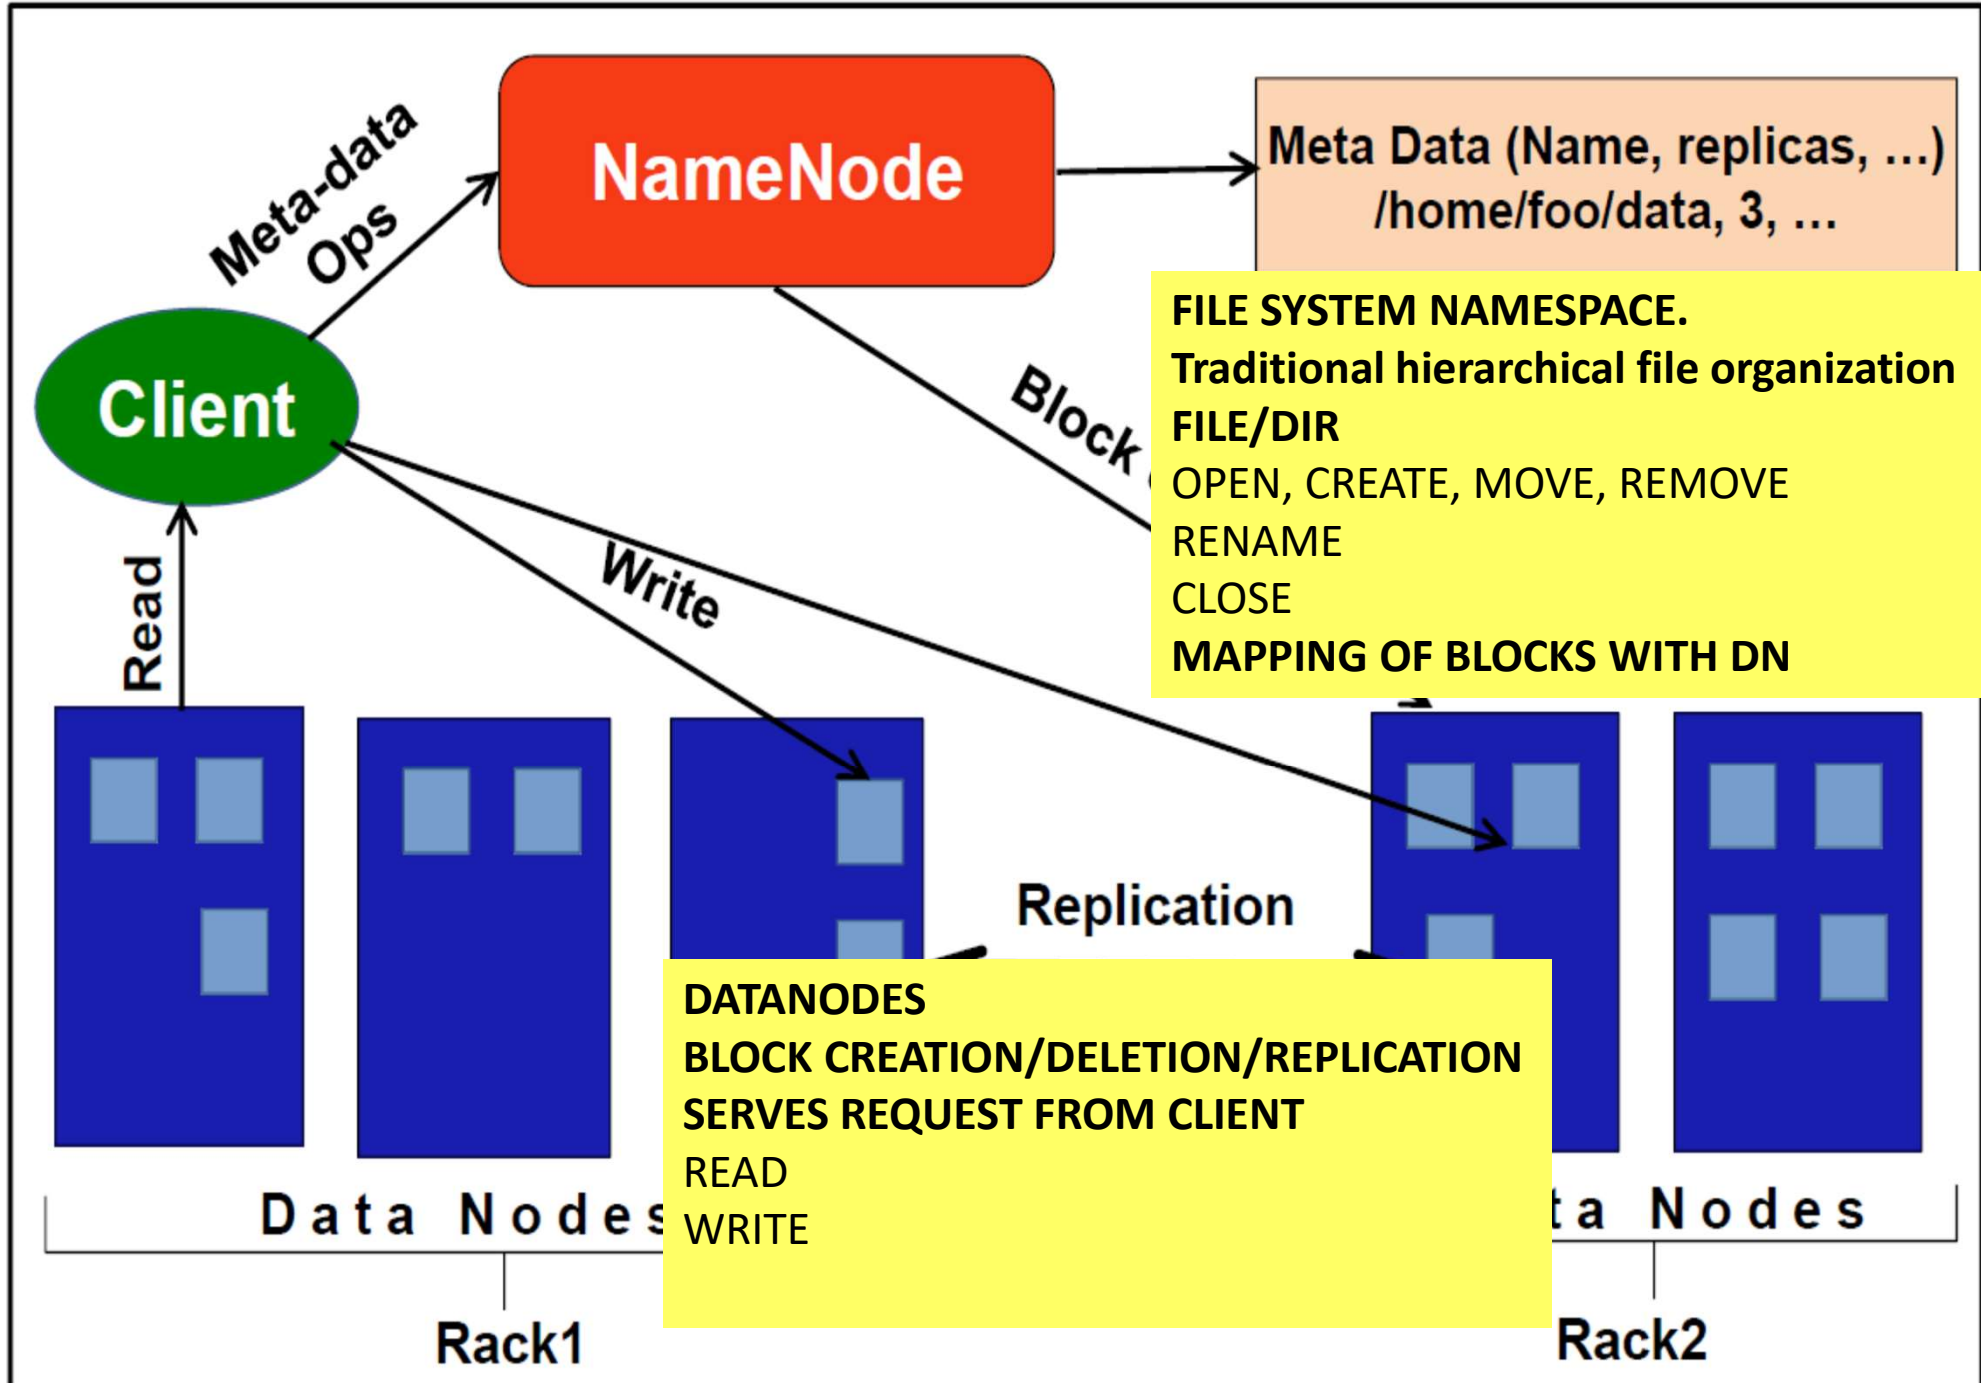 Meta-data
Ops
NameNode
Meta Data (Name, replicas, …)
/home/foo/data, 3, …
Client
Block
FILE SYSTEM NAMESPACE.
Traditional hierarchical file organization
FILE/DIR
OPEN, CREATE, MOVE, REMOVE
RENAME
CLOSE
MAPPING OF BLOCKS WITH DN
Read
Write
Replication
DATANODES
BLOCK CREATION/DELETION/REPLICATION
SERVES REQUEST FROM CLIENT
READ
WRITE
Data Nodes
ta Nodes
Rack1
Rack2